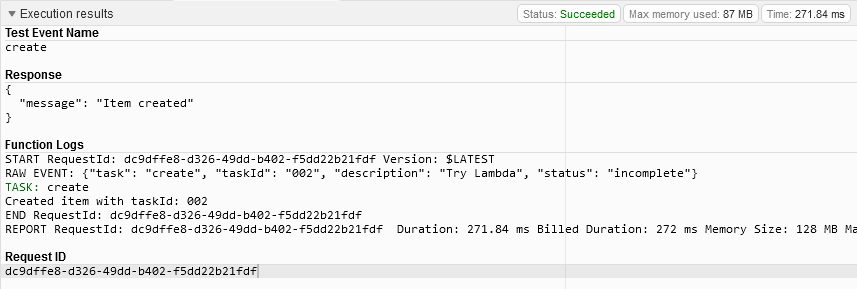 Execution results
Status: Succeeded
Max memory used: 87 MB
Time: 271.84 ms
Test Event Name
create
Response
{
  "message": "Item created"
}
Function Logs
START RequestId: dc9dffe8-d326-49dd-b402-f5dd22b21fdf Version: $LATEST
RAW EVENT: {"task": "create", "taskId": "002", "description": "Try Lambda", "status": "incomplete"}
TASK: create
Created item with taskId: 002
END RequestId: dc9dffe8-d326-49dd-b402-f5dd22b21fdf
REPORT RequestId: dc9dffe8-d326-49dd-b402-f5dd22b21fdf  Duration: 271.84 ms Billed Duration: 272 ms Memory Size: 128 MB Ma
Request ID
dc9dffe8-d326-49dd-b402-f5dd22b21fdf